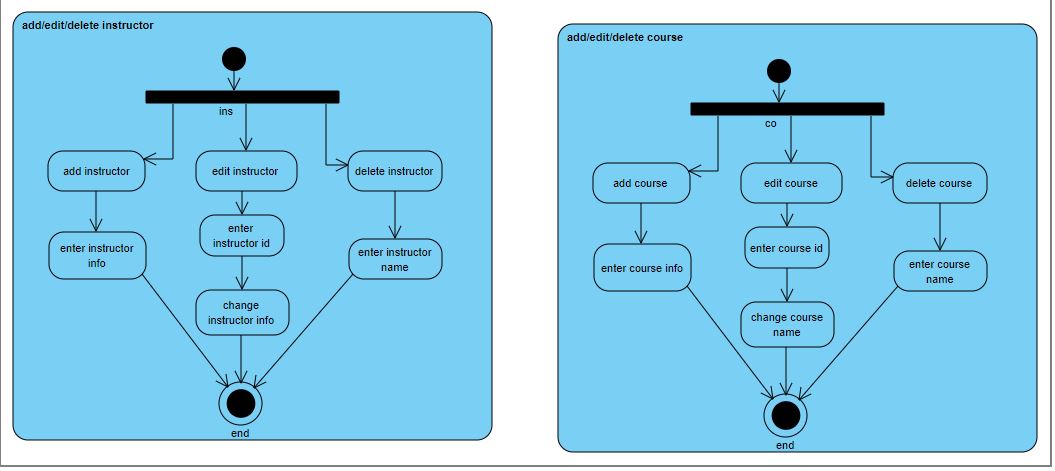 add/edit/delete instructor
ins
add instructor
edit instructor
delete instructor
enter instructor
info
enter
instructor id
enter instructor
name
change
instructor info
end
add/edit/delete course
co
add course
edit course
delete course
enter course info
enter course id
enter course
name
change course
name
end